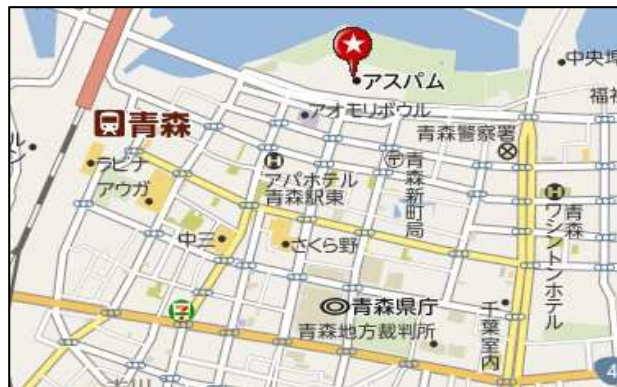 アスパム
中央埠
アオモリボウル
福祉
青森
青森警察署
ラビナ
アウガ
アパホテル
青森駅東
青森新町局
青森
ワシントンホテル
中三
さくら野
青森県庁
青森地方裁判所
千葉室内
4